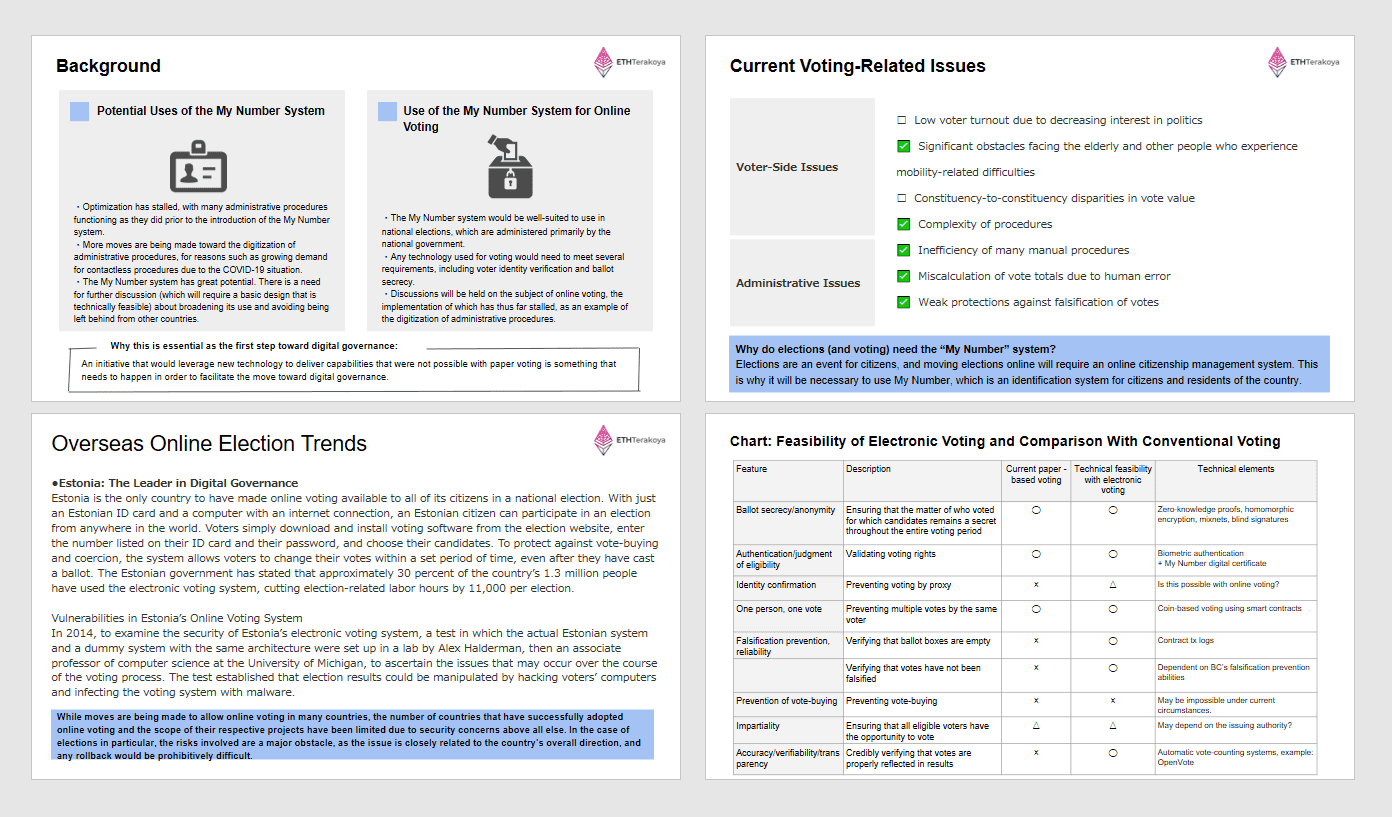 Background
ETHTerakoya
Potential Uses of the My Number System
・Optimization has stalled, with many administrative procedures
functioning as they did prior to the introduction of the My Number
system.
・More moves are being made toward the digitization of
administrative procedures, for reasons such as growing demand
for contactless procedures due to the COVID-19 situation.
・The My Number system has great potential. There is a need
for further discussion (which will require a basic design that is
technically feasible) about broadening its use and avoiding being
left behind from other countries.
Use of the My Number System for Online
Voting
・The My Number system would be well-suited to use in
national elections, which are administered primarily by the
national government.
・Any technology used for voting would need to meet several
requirements, including voter identity verification and ballot
secrecy.
・Discussions will be held on the subject of online voting, the
implementation of which has thus far stalled, as an example of
the digitization of administrative procedures.
Why this is essential as the first step toward digital governance:
An initiative that would leverage new technology to deliver capabilities that were not possible with paper voting is something that
needs to happen in order to facilitate the move toward digital governance.
Current Voting-Related Issues
ETHTerakoya
Voter-Side Issues
☐ Low voter turnout due to decreasing interest in politics
✅ Significant obstacles facing the elderly and other people who experience
mobility-related difficulties
☐ Constituency-to-constituency disparities in vote value
✅ Complexity of procedures
Administrative Issues
✅ Inefficiency of many manual procedures
✅ Miscalculation of vote totals due to human error
✅ Weak protections against falsification of votes
Why do elections (and voting) need the “My Number” system?
Elections are an event for citizens, and moving elections online will require an online citizenship management system. This
is why it will be necessary to use My Number, which is an identification system for citizens and residents of the country.
Overseas Online Election Trends
ETHTerakoya
●Estonia: The Leader in Digital Governance
Estonia is the only country to have made online voting available to all of its citizens in a national election. With just
an Estonian ID card and a computer with an internet connection, an Estonian citizen can participate in an election
from anywhere in the world. Voters simply download and install voting software from the election website, enter
the number listed on their ID card and their password, and choose their candidates. To protect against vote-buying
and coercion, the system allows voters to change their votes within a set period of time, even after they have cast
a ballot. The Estonian government has stated that approximately 30 percent of the country’s 1.3 million people
have used the electronic voting system, cutting election-related labor hours by 11,000 per election.
Vulnerabilities in Estonia’s Online Voting System
In 2014, to examine the security of Estonia’s electronic voting system, a test in which the actual Estonian system
and a dummy system with the same architecture were set up in a lab by Alex Halderman, then an associate
professor of computer science at the University of Michigan, to ascertain the issues that may occur over the course
of the voting process. The test established that election results could be manipulated by hacking voters’ computers
and infecting the voting system with malware.
While moves are being made to allow online voting in many countries, the number of countries that have successfully adopted
online voting and the scope of their respective projects have been limited due to security concerns above all else. In the case of
elections in particular, the risks involved are a major obstacle, as the issue is closely related to the country’s overall direction, and
any rollback would be prohibitively difficult.
Chart: Feasibility of Electronic Voting and Comparison With Conventional Voting
Feature
Description
Current paper -
based voting
Technical feasibility
with electronic
voting
Technical elements
Ballot secrecy/anonymity
Ensuring that the matter of who voted
for which candidates remains a secret
throughout the entire voting period
◯
◯
Zero-knowledge proofs, homomorphic
encryption, mixnets, blind signatures
Authentication/judgment
of eligibility
Validating voting rights
◯
◯
Biometric authentication
+ My Number digital certificate
Identity confirmation
Preventing voting by proxy
×
△
Is this possible with online voting?
One person, one vote
Preventing multiple votes by the same
voter
◯
◯
Coin-based voting using smart contracts
Falsification prevention,
reliability
Verifying that ballot boxes are empty
×
◯
Contract tx logs
Verifying that votes have not been
falsified
×
◯
Dependent on BC’s falsification prevention
abilities
Prevention of vote-buying
Preventing vote-buying
×
×
May be impossible under current
circumstances.
Impartiality
Ensuring that all eligible voters have
the opportunity to vote
△
△
May depend on the issuing authority?
Accuracy/verifiability/trans
parency
Credibly verifying that votes are
properly reflected in results
×
◯
Automatic vote-counting systems, example:
OpenVote